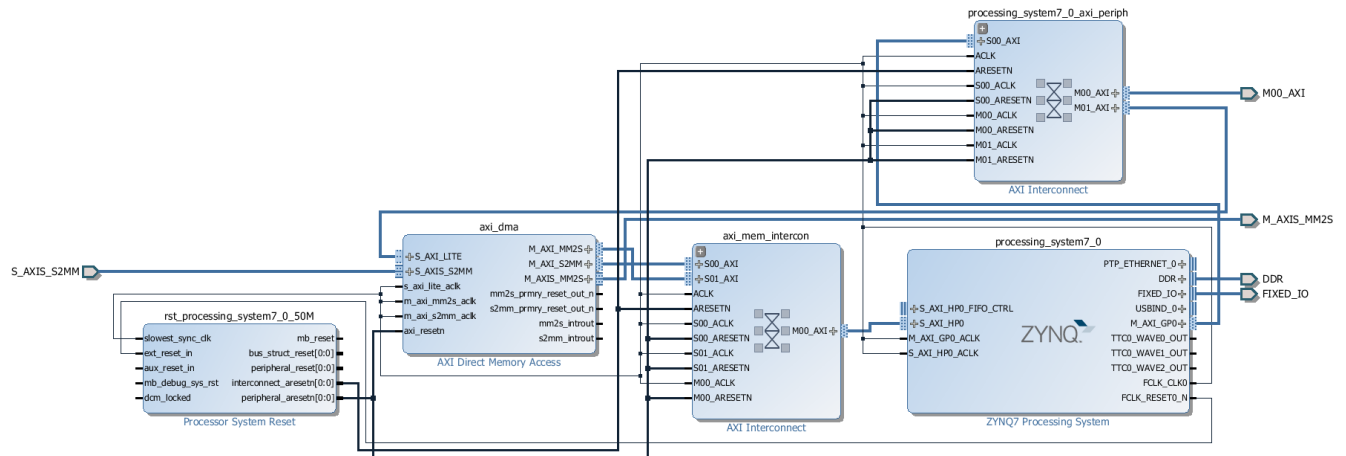 processing_system7_0_axi_periph
S00_AXI
ACLK
ARESETN
S00_ACLK
S00_ARESETN
M00_ACLK
M00_ARESETN
M01_ACLK
M01_ARESETN
M00_AXI
M01_AXI
AXI Interconnect
M00_AXI
M_AXIS_MM2S
DDR
FIXED_IO
S_AXIS_S2MM
axi_dma
S_AXI_LITE
S_AXIS_S2MM
s_axi_lite_aclk
m_axi_mm2s_aclk
m_axi_s2mm_aclk
axi_resetn
M_AXI_MM2S
M_AXI_S2MM
M_AXIS_MM2S
mm2s_prmry_reset_out_n
s2mm_prmry_reset_out_n
mm2s_introut
s2mm_introut
AXI Direct Memory Access
axi_mem_intercon
S00_AXI
S01_AXI
ACLK
ARESETN
S00_ACLK
S00_ARESETN
S01_ACLK
S01_ARESETN
M00_ACLK
M00_ARESETN
M00_AXI
AXI Interconnect
processing_system7_0
S_AXI_HP0_FIFO_CTRL
S_AXI_HP0
M_AXI_GP0_ACLK
S_AXI_HP0_ACLK
ZYNQ
PTP_ETHERNET_0
DDR
FIXED_IO
USBIND_0
M_AXI_GP0
TTC0_WAVE0_OUT
TTC0_WAVE1_OUT
TTC0_WAVE2_OUT
FCLK_CLK0
FCLK_RESET0_N
ZYNQ7 Processing System
rst_processing_system7_0_50M
slowest_sync_clk
ext_reset_in
aux_reset_in
mb_debug_sys_rst
dcm_locked
mb_reset
bus_struct_reset[0:0]
peripheral_reset[0:0]
interconnect_aresetn[0:0]
peripheral_aresetn[0:0]
Processor System Reset